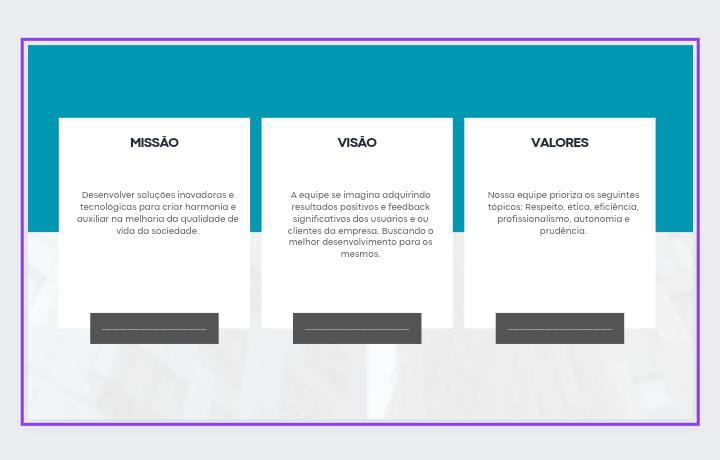 MISSÃO
Desenvolver soluções inovadoras e
tecnológicas para criar harmonia e
auxiliar na melhoria da qualidade de
vida da sociedade.
VISÃO
A equipe se imagina adquirindo
resultados positivos e feedback
significativos dos usuários e ou
clientes da empresa. Buscando o
melhor desenvolvimento para os
mesmos.
VALORES
Nossa equipe prioriza os seguintes
tópicos: Respeito, ética, eficiência,
profissionalismo, autonomia e
prudência.